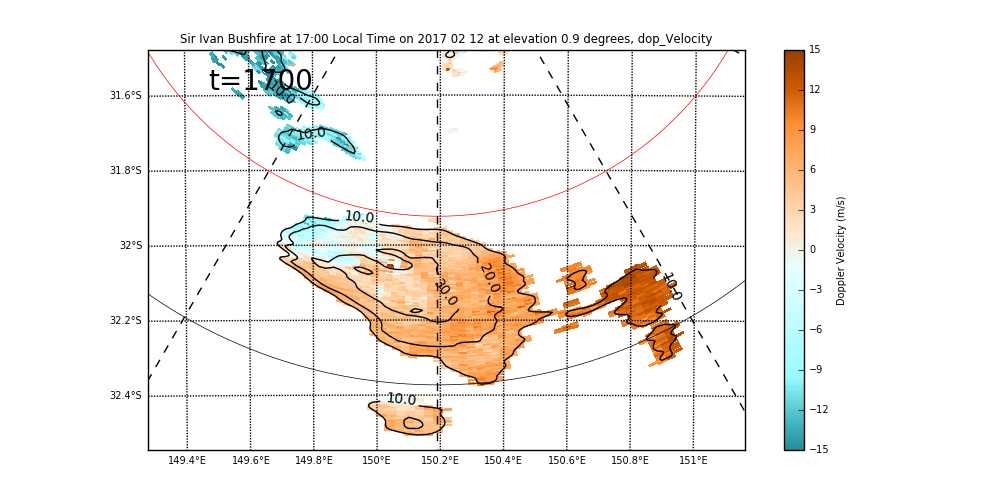 Sir Ivan Bushfire at 17:00 Local Time on 2017 02 12 at elevation 0.9 degrees, dop_Velocity
t=1700
10.0
10.0
20.0
30.0
10.0
10.0
31.6°S
31.8°S
32°S
32.2°S
32.4°S
149.4°E 149.6°E 149.8°E 150°E 150.2°E 150.4°E 150.6°E 150.8°E 151°E
15
12
9
6
3
0
−3
−6
−9
−12
−15
Doppler Velocity (m/s)